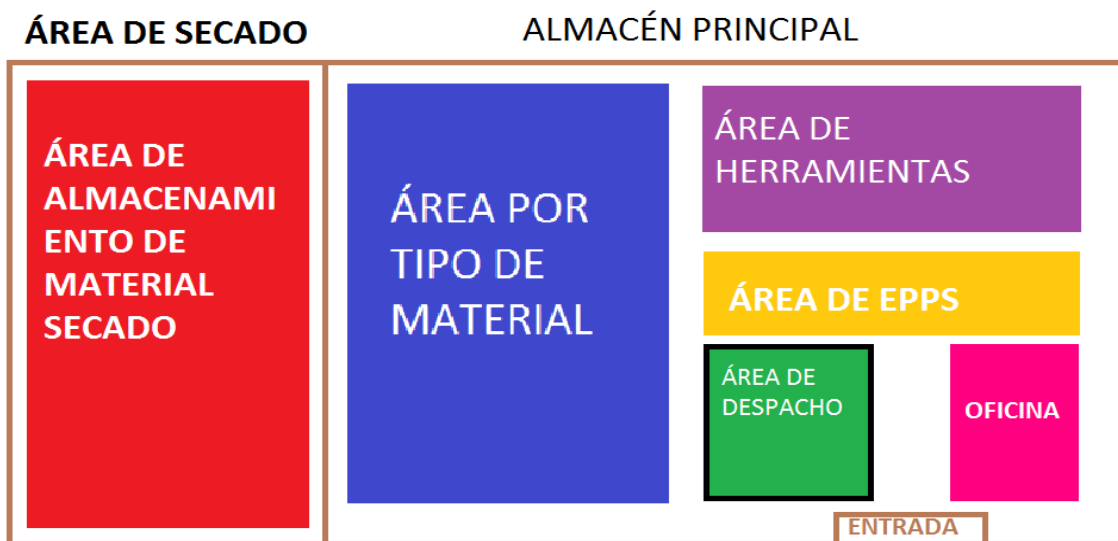 ÁREA DE SECADO
ALMACÉN PRINCIPAL
ÁREA DE
ALMACENAMI
ENTO DE
MATERIAL
SECADO
ÁREA POR
TIPO DE
MATERIAL
ÁREA DE
HERRAMIENTAS
ÁREA DE EPPS
ÁREA DE
DESPACHO
OFICINA
ENTRADA